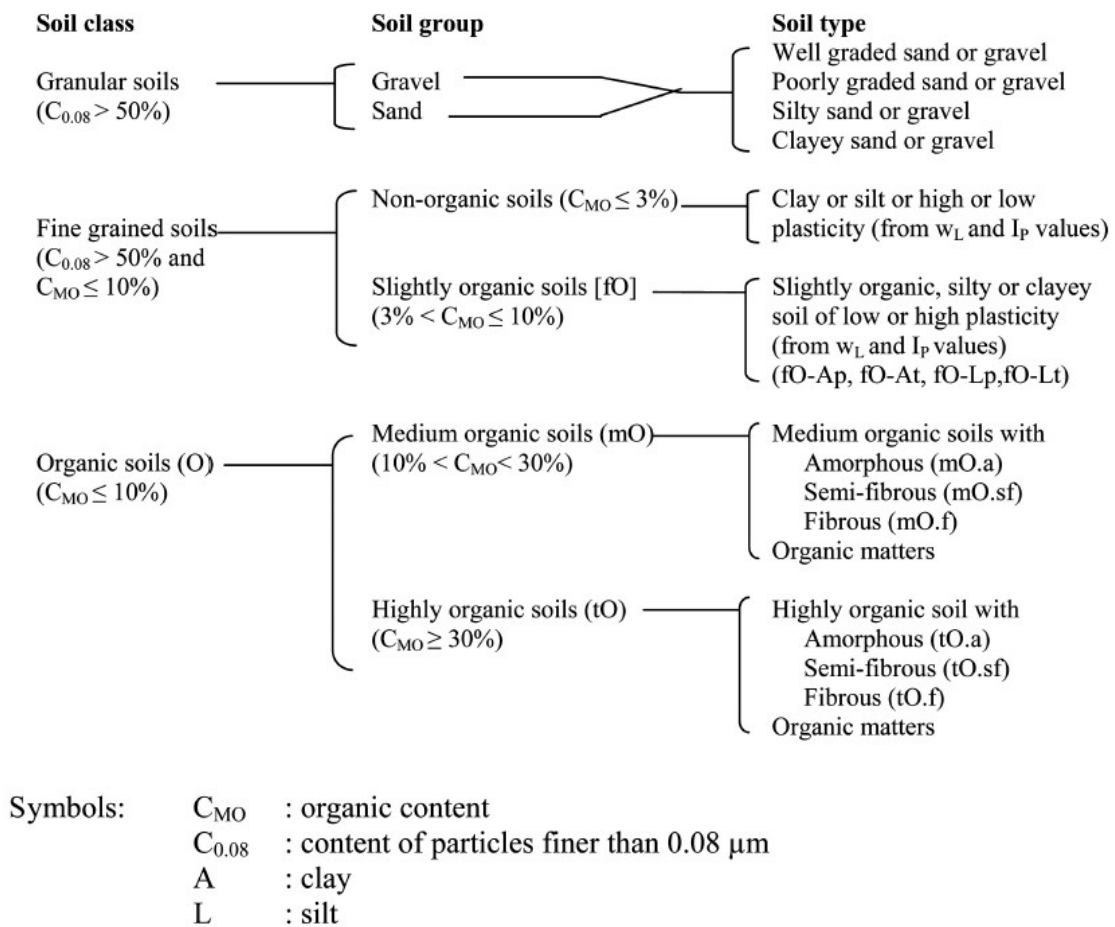 Soil class Soil group Soil type
Granular soils
(C0.08 > 50%)
Gravel
Sand
Well graded sand or gravel
Poorly graded sand or gravel
Silty sand or gravel
Clayey sand or gravel
Fine grained soils
(C0.08 > 50% and
CMO ≤ 10%)
Non-organic soils (CMO ≤ 3%)
Clay or silt or high or low
plasticity (from wL and IP values)
Slightly organic soils [fO]
(3% < CMO ≤ 10%)
Slightly organic, silty or clayey
soil of low or high plasticity
(from wL and IP values)
(fO-Ap, fO-At, fO-Lp,fO-Lt)
Organic soils (O)
(CMO ≤ 10%)
Medium organic soils (mO)
(10% < CMO < 30%)
Medium organic soils with
Amorphous (mO.a)
Semi-fibrous (mO.sf)
Fibrous (mO.f)
Organic matters
Highly organic soils (tO)
(CMO ≥ 30%)
Highly organic soil with
Amorphous (tO.a)
Semi-fibrous (tO.sf)
Fibrous (tO.f)
Organic matters
Symbols: CMO : organic content
C0.08 : content of particles finer than 0.08 µm
A : clay
L : silt